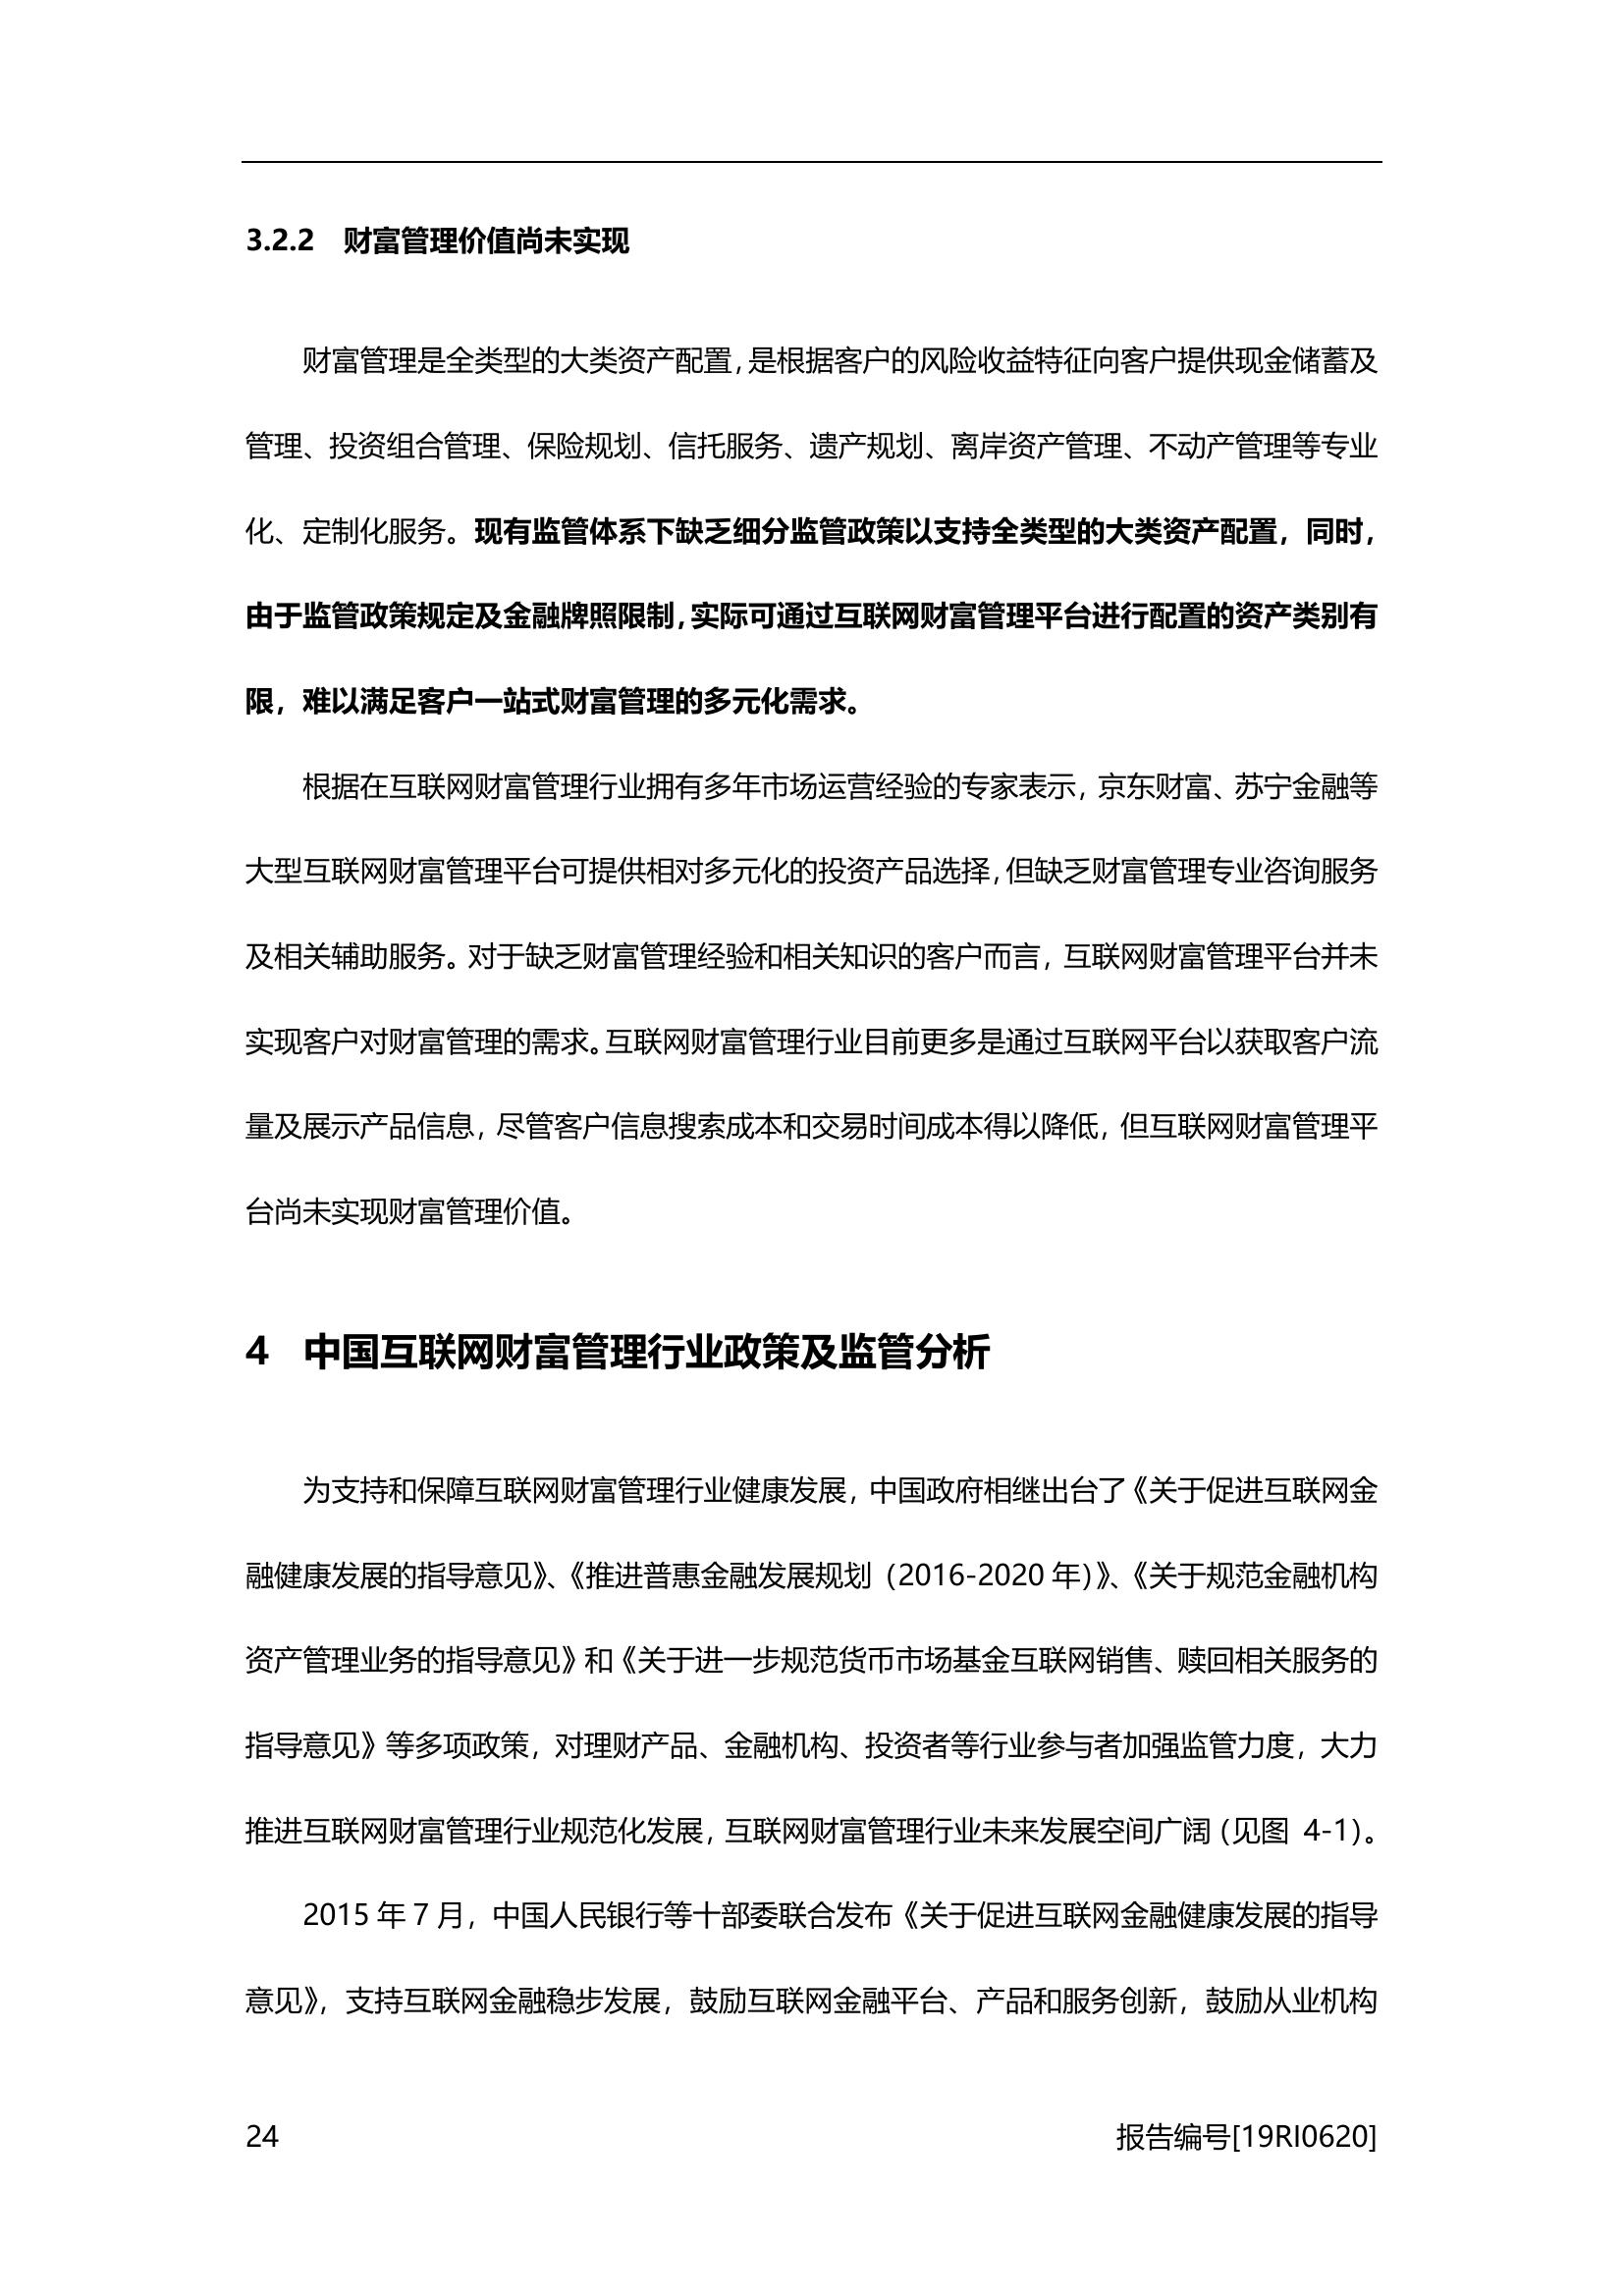 3.2.2 财富管理价值尚未实现
财富管理是全类型的大类资产配置，是根据客户的风险收益特征向客户提供现金储蓄及
管理、投资组合管理、保险规划、信托服务、遗产规划、离岸资产管理、不动产管理等专业
化、定制化服务。现有监管体系下缺乏细分监管政策以支持全类型的大类资产配置，同时，
由于监管政策规定及金融牌照限制，实际可通过互联网财富管理平台进行配置的资产类别有
限，难以满足客户一站式财富管理的多元化需求。
根据在互联网财富管理行业拥有多年市场运营经验的专家表示，京东财富、苏宁金融等
大型互联网财富管理平台可提供相对多元化的投资产品选择，但缺乏财富管理专业咨询服务
及相关辅助服务。对于缺乏财富管理经验和相关知识的客户而言，互联网财富管理平台并未
实现客户对财富管理的需求。互联网财富管理行业目前更多是通过互联网平台以获取客户流
量及展示产品信息，尽管客户信息搜索成本和交易时间成本得以降低，但互联网财富管理平
台尚未实现财富管理价值。
4 中国互联网财富管理行业政策及监管分析
为支持和保障互联网财富管理行业健康发展，中国政府相继出台了《关于促进互联网金
融健康发展的指导意见》、《推进普惠金融发展规划（2016-2020 年）》、《关于规范金融机构
资产管理业务的指导意见》和《关于进一步规范货币市场基金互联网销售、赎回相关服务的
指导意见》等多项政策，对理财产品、金融机构、投资者等行业参与者加强监管力度，大力
推进互联网财富管理行业规范化发展，互联网财富管理行业未来发展空间广阔（见图 4-1）。
2015 年 7 月，中国人民银行等十部委联合发布《关于促进互联网金融健康发展的指导
意见》，支持互联网金融稳步发展，鼓励互联网金融平台、产品和服务创新，鼓励从业机构
24 报告编号[19RI0620]